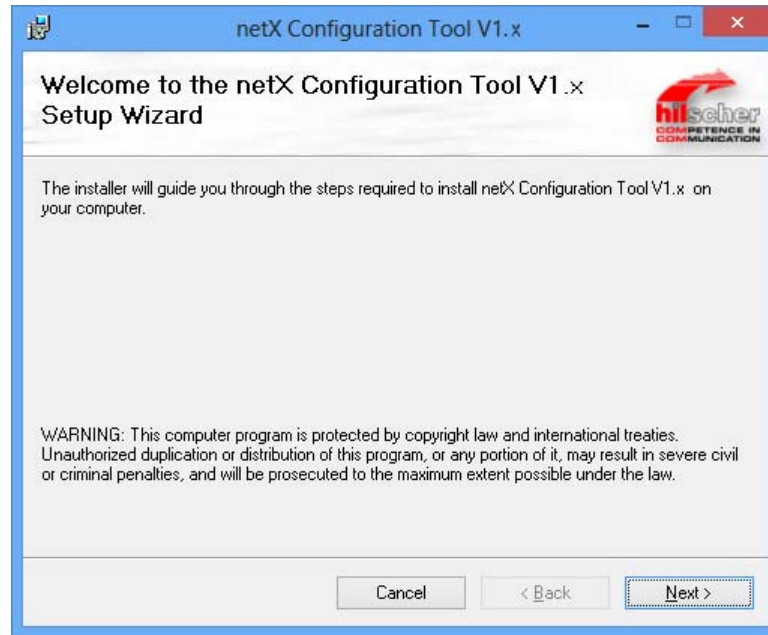 netX Configuration Tool V1.x
Welcome to the netX Configuration Tool V1.x
Setup Wizard
hilscher
COMPETENCE IN
COMMUNICATION
The installer will guide you through the steps required to install netX Configuration Tool V1.x on
your computer.
WARNING: This computer program is protected by copyright law and international treaties.
Unauthorized duplication or distribution of this program, or any portion of it, may result in severe civil
or criminal penalties, and will be prosecuted to the maximum extent possible under the law.
Cancel
< Back
Next >